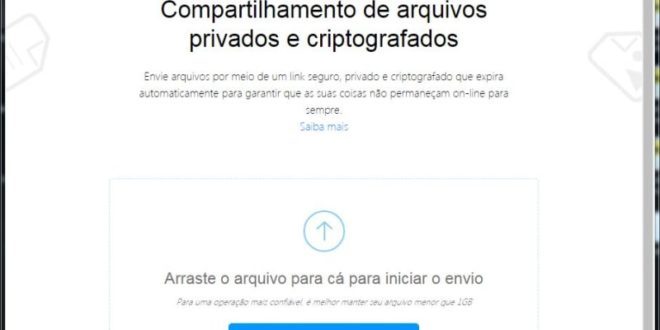 Compartilhamento de arquivos
privados e criptografados
Envie arquivos por meio de um link seguro, privado e criptografado que expira
automaticamente para garantir que as suas coisas não permaneçam on-line para
sempre.
Saiba mais
Arraste o arquivo para cá para iniciar o envio
Para uma operação mais confiável, é melhor manter seu arquivo menor que 1GB